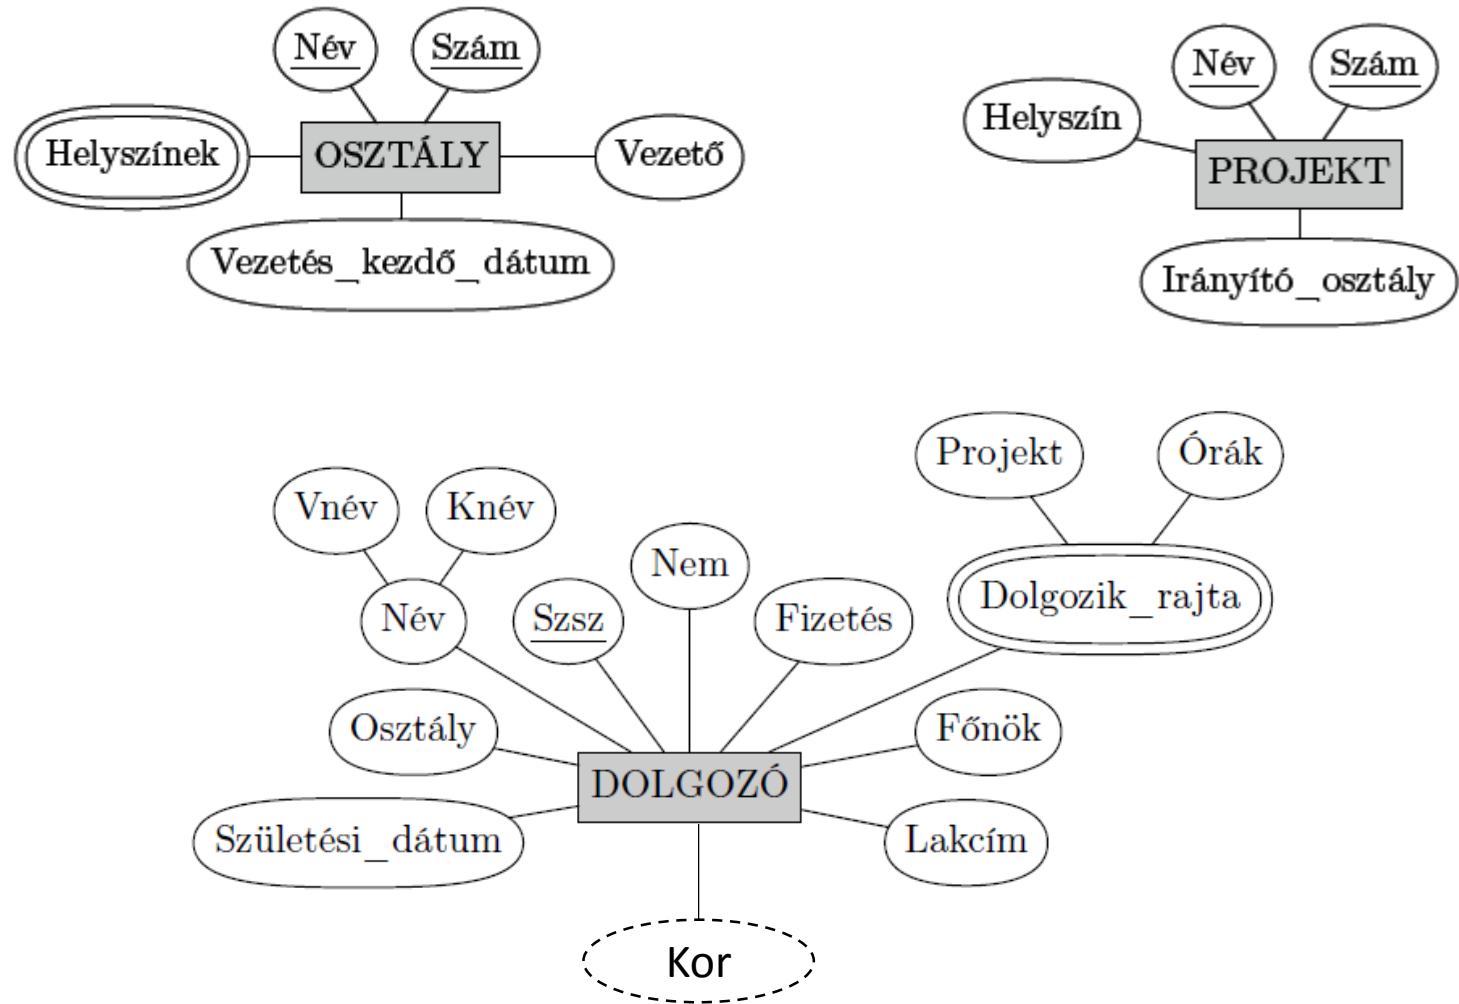 Név
Szám
Helyszínek
OSZTÁLY
Vezető
Vezetés_kezdő_dátum
Név
Szám
Helyszín
PROJEKT
Irányító_osztály
Projekt
Órák
Vnév
Knév
Nem
Dolgozik_rajta
Név
Szsz
Fizetés
Osztály
Főnök
DOLGOZÓ
Születési_dátum
Lakcím
Kor